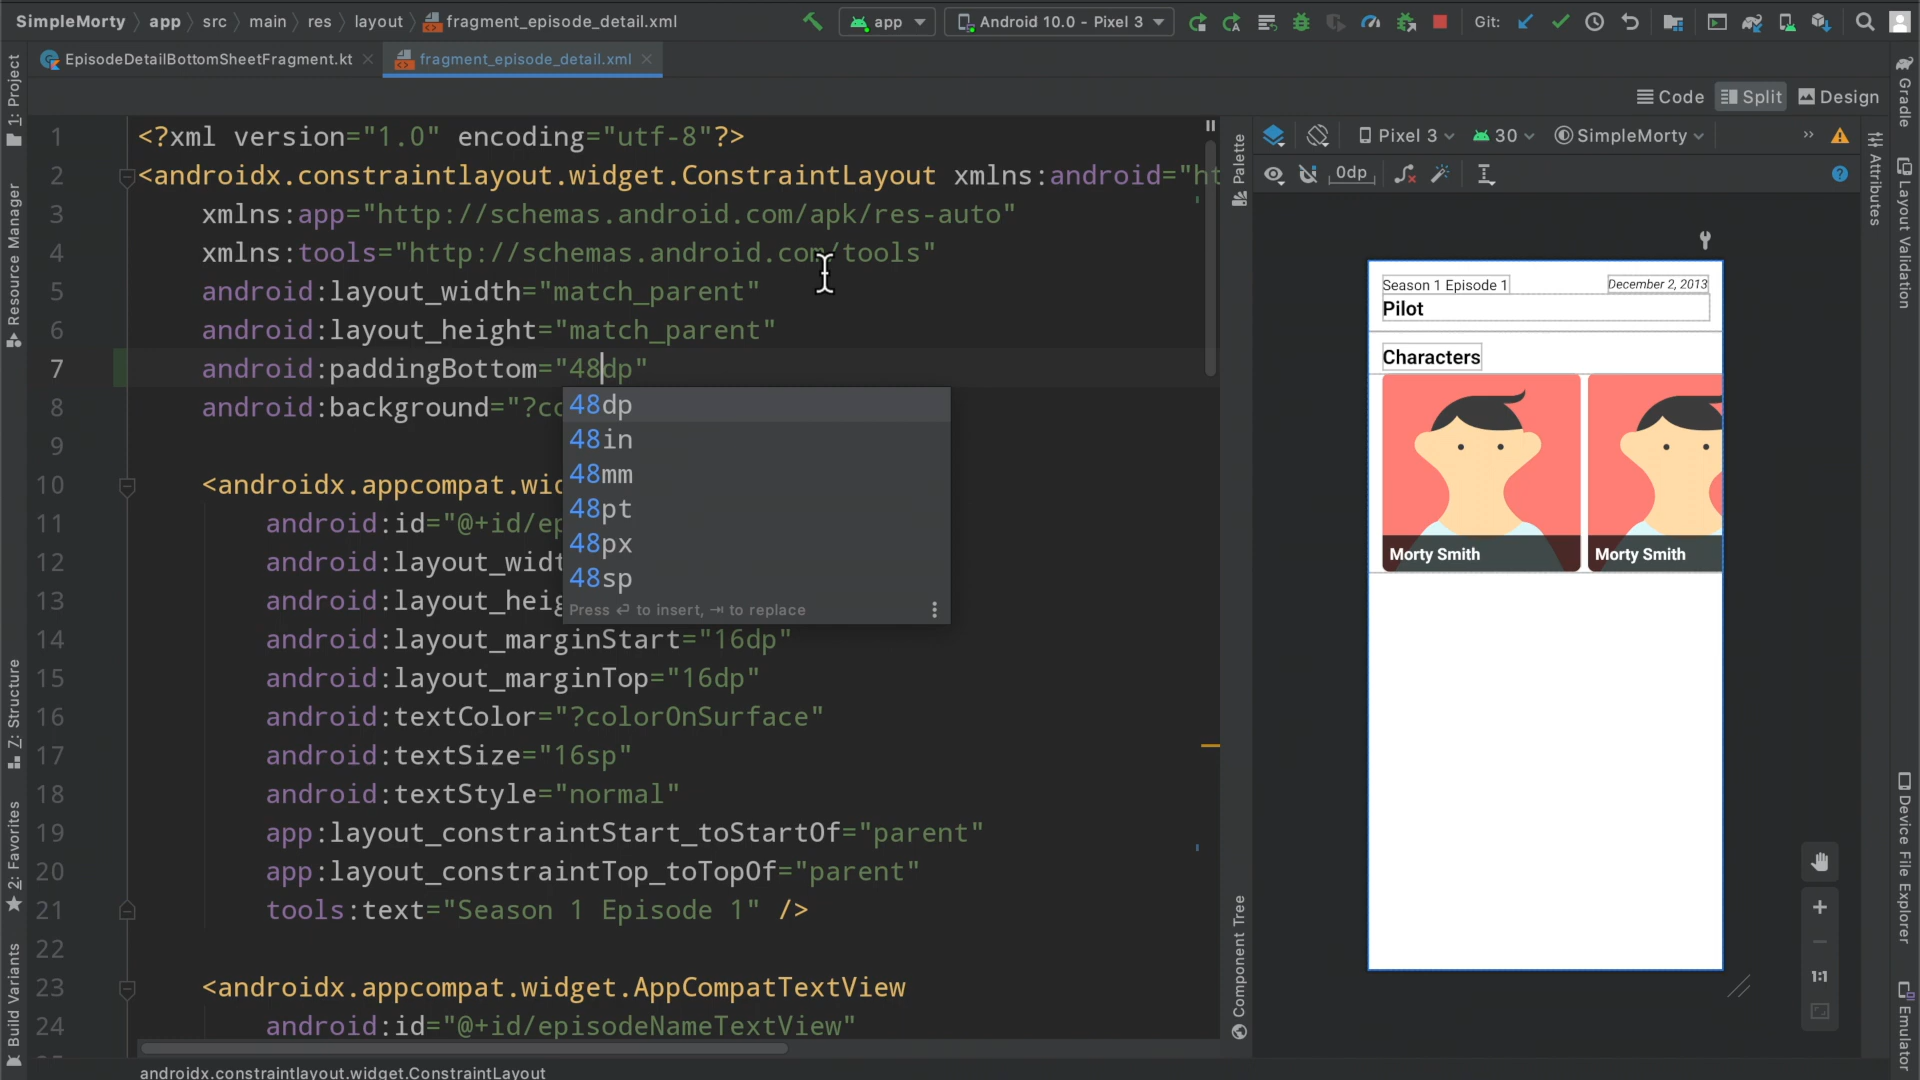 SimpleMorty app src main res layout fragment_episode_detail.xml app Android 10.0 - Pixel 3 Git:
EpisodeDetailBottomSheetFragment.kt fragment_episode_detail.xml
Code Split Design
1: Project
Resource Manager
Z: Structure
2: Favorites
Build Variants
1 <?xml version="1.0" encoding="utf-8"?>
2 <androidx.constraintlayout.widget.ConstraintLayout xmlns:android="ht
3 xmlns:app="http://schemas.android.com/apk/res-auto"
4 xmlns:tools="http://schemas.android.com/tools"
5 android:layout_width="match_parent"
6 android:layout_height="match_parent"
7 android:paddingBottom="48dp"
8 android:background="?co
9
10 <androidx.appcompat.wid
11 android:id="@+id/ep
12 android:layout_widt
13 android:layout_heig
14 android:layout_marginStart="16dp"
15 android:layout_marginTop="16dp"
16 android:textColor="?colorOnSurface"
17 android:textSize="16sp"
18 android:textStyle="normal"
19 app:layout_constraintStart_toStartOf="parent"
20 app:layout_constraintTop_toTopOf="parent"
21 tools:text="Season 1 Episode 1" />
22
23 <androidx.appcompat.widget.AppCompatTextView
24 android:id="@+id/episodeNameTextView"
48dp
48in
48mm
48pt
48px
48sp
Press ↩ to insert, ⇥ to replace
androidx.constraintlayout.widget.ConstraintLayout
Palette
Component Tree
Pixel 3 30 SimpleMorty »
0dp
Season 1 Episode 1 December 2, 2013
Pilot
Characters
Morty Smith Morty Smith
1:1
Attributes
Gradle
Layout Validation
Device File Explorer
Emulator